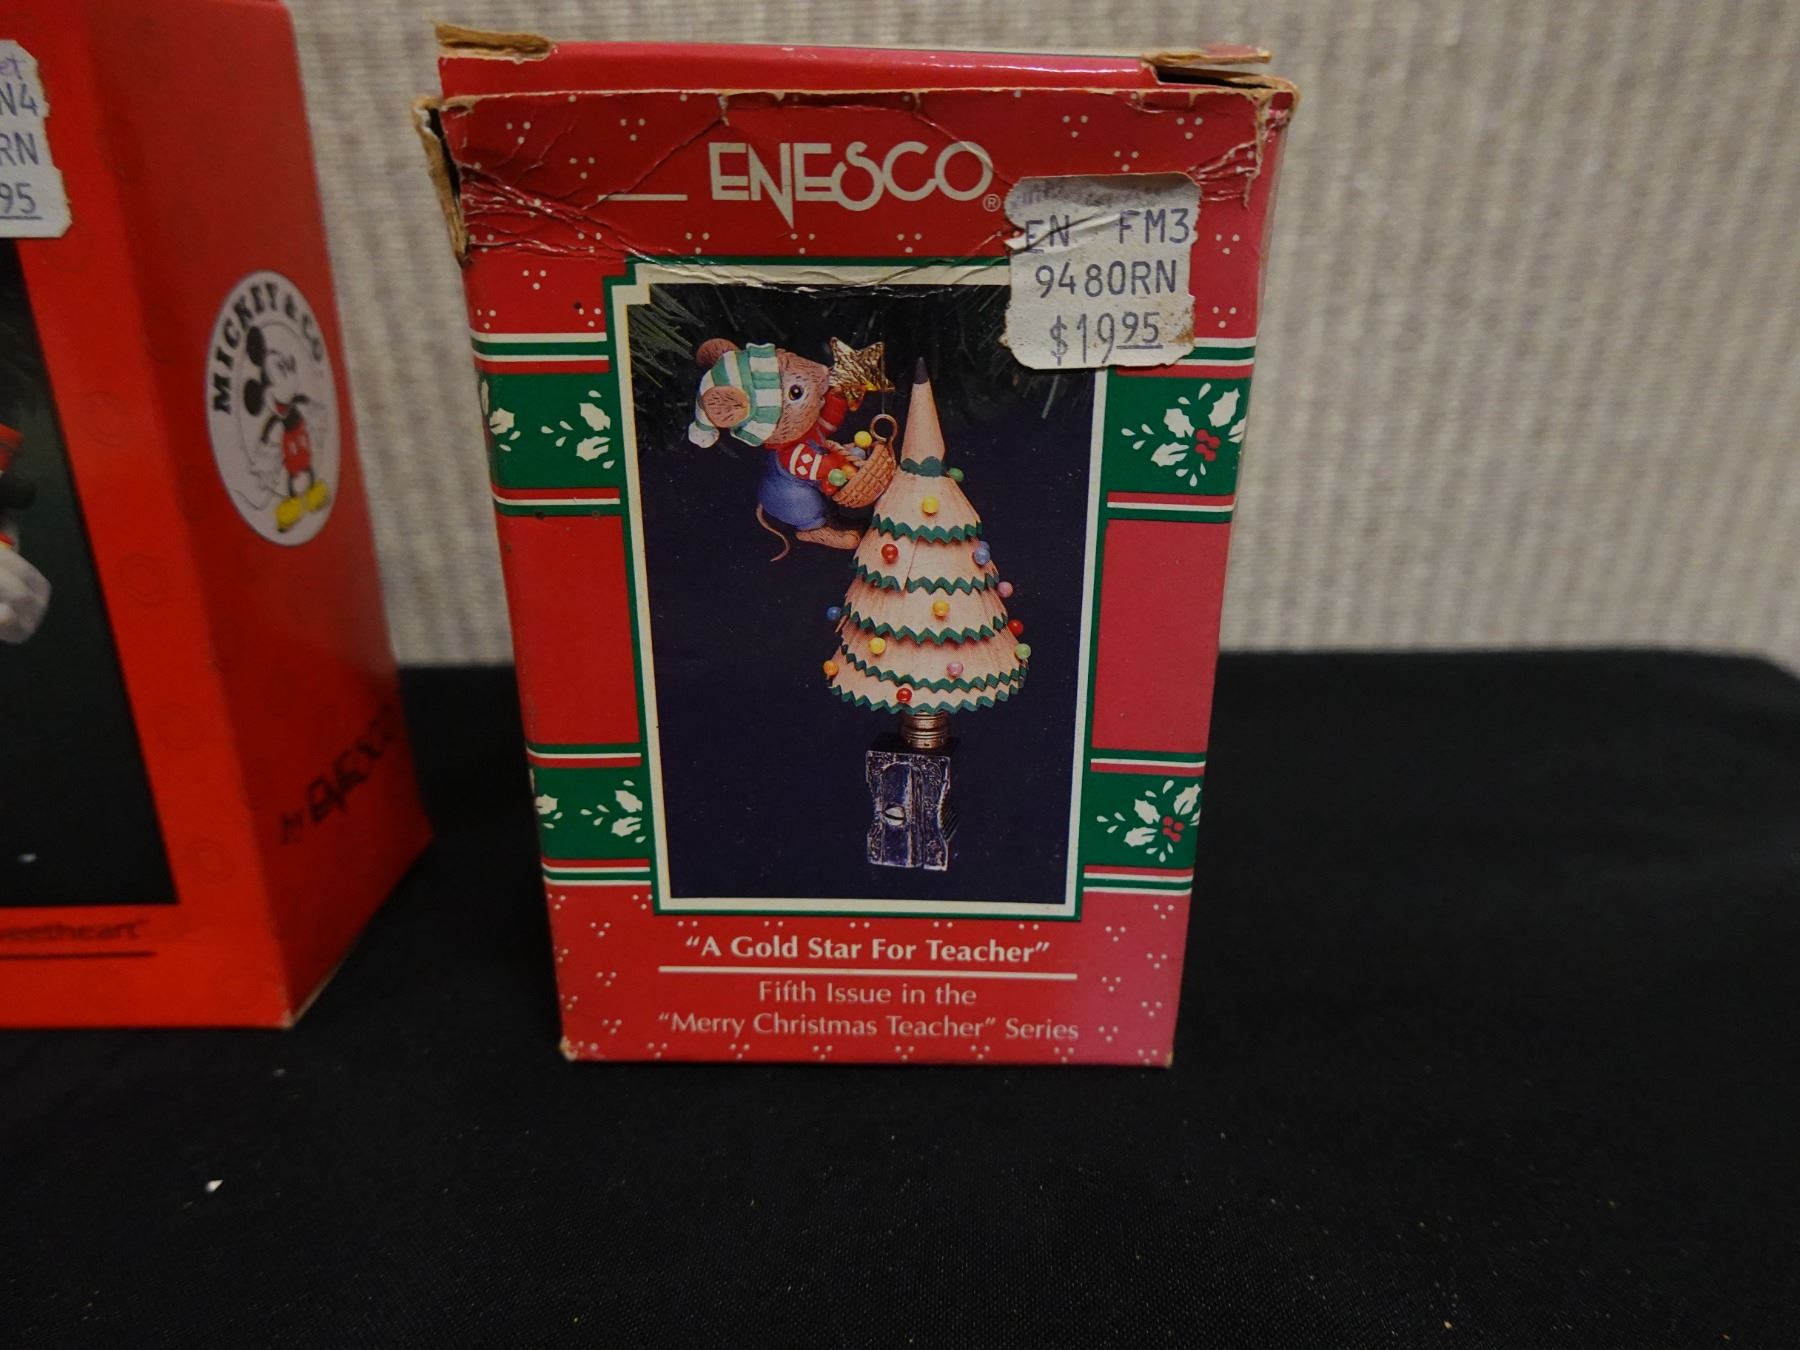 N4
RN
95
MICKEY & CO
by ENESCO
ENESCO®
EN FM3
9480RN
$19.95
"A Gold Star For Teacher"
Fifth Issue in the
"Merry Christmas Teacher" Series